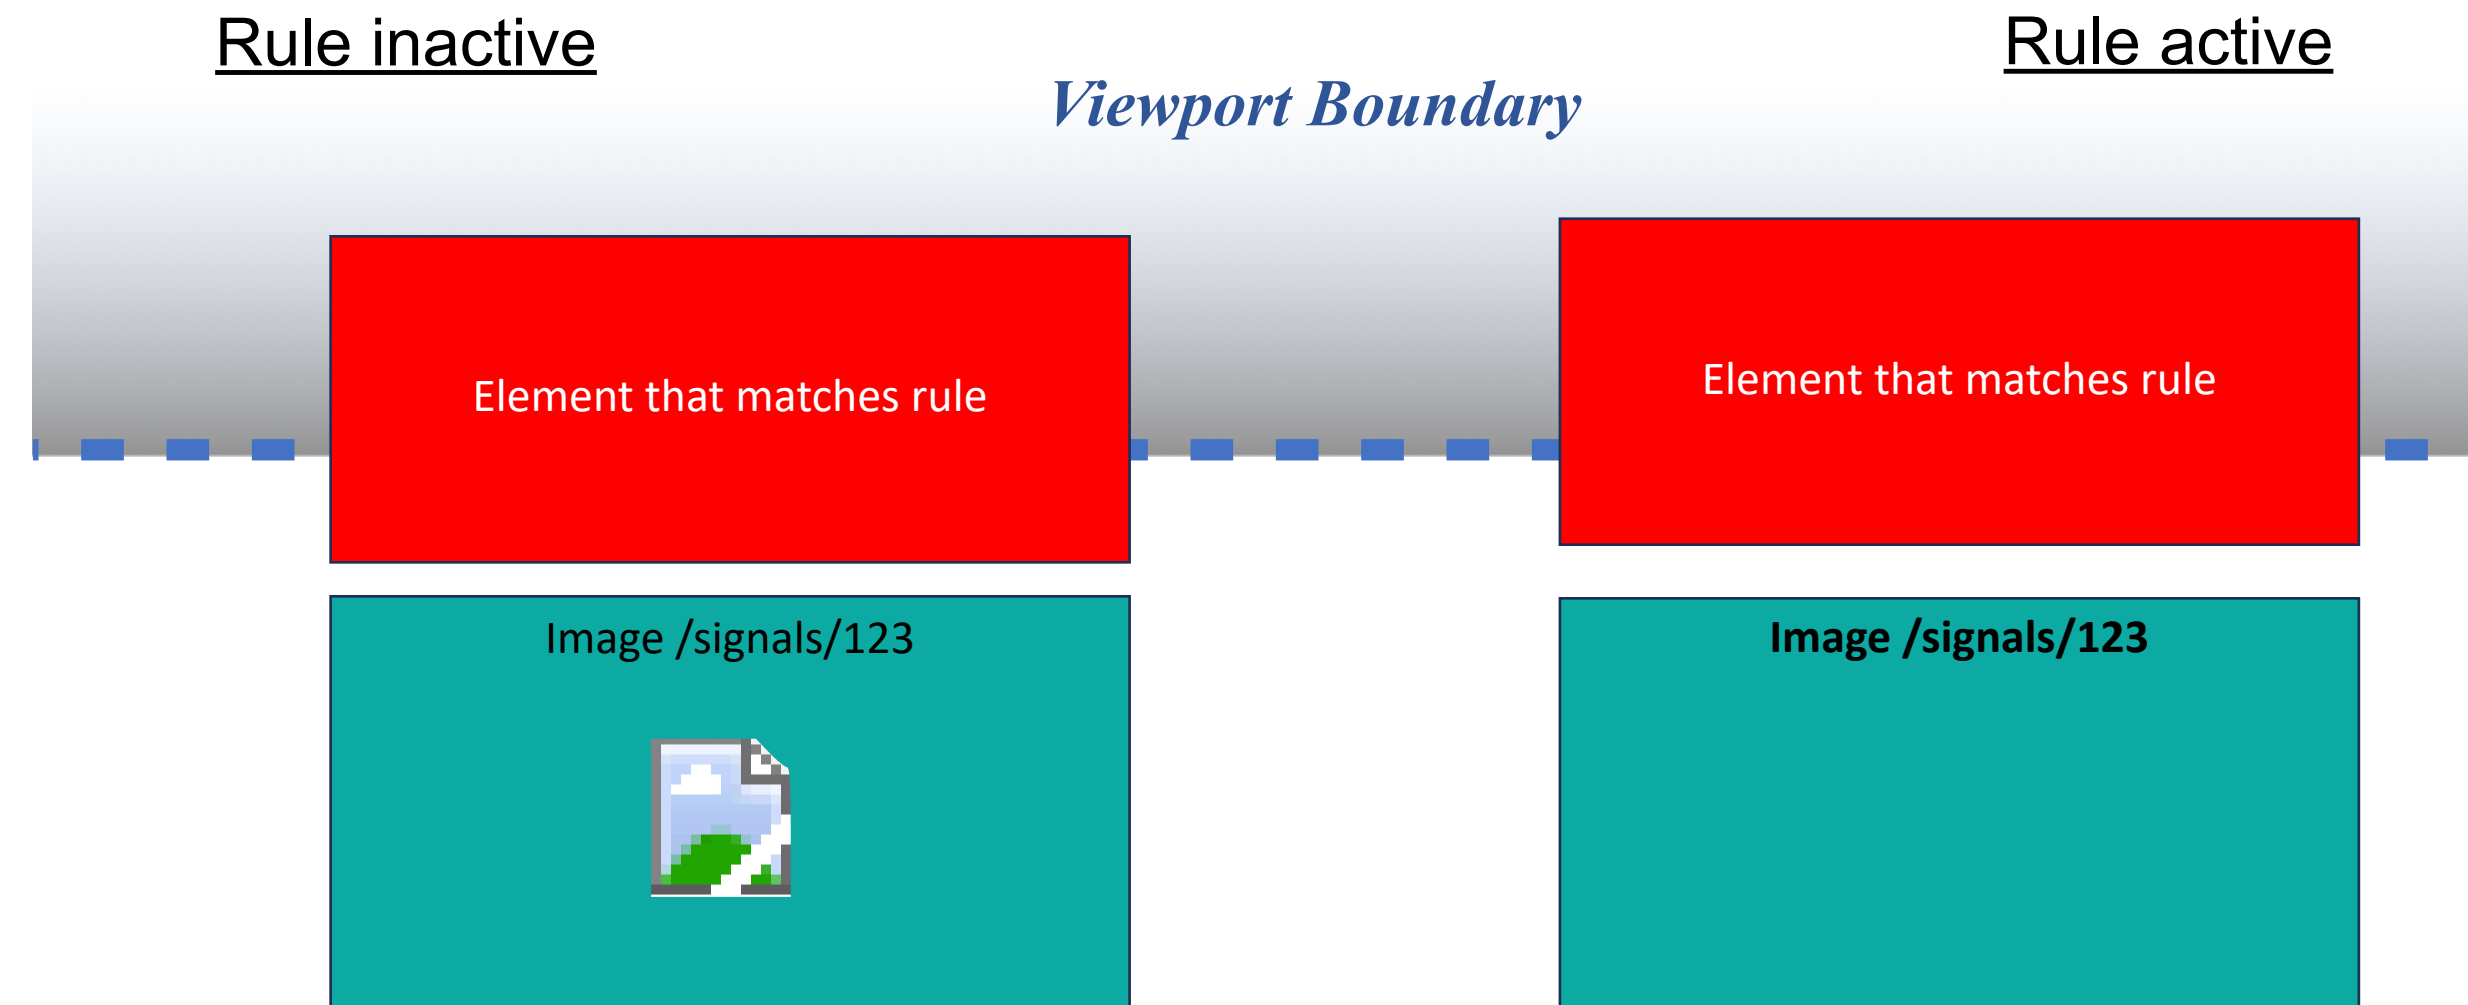 Rule inactive
Rule active
Viewport Boundary
Element that matches rule
Element that matches rule
Image /signals/123
Image /signals/123